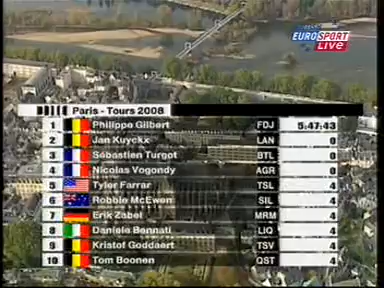 EUROSPORT
LIVE
Paris - Tours 2008
1 Philippe Gilbert FDJ 5:47:43
2 Jan Kuyckx LAN 0
3 Sébastien Turgot BTL 0
4 Nicolas Vogondy AGR 0
5 Tyler Farrar TSL 4
6 Robbie McEwen SIL 4
7 Erik Zabel MRM 4
8 Daniele Bennati LIQ 4
9 Kristof Goddaert TSV 4
10 Tom Boonen QST 4